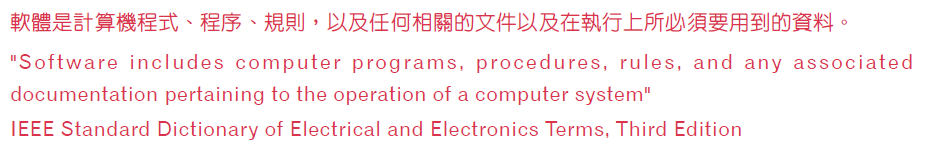 軟體是計算機程式、程序、規則，以及任何相關的文件以及在執行上所必須要用到的資料。
"Software includes computer programs, procedures, rules, and any associated
documentation pertaining to the operation of a computer system"
IEEE Standard Dictionary of Electrical and Electronics Terms, Third Edition